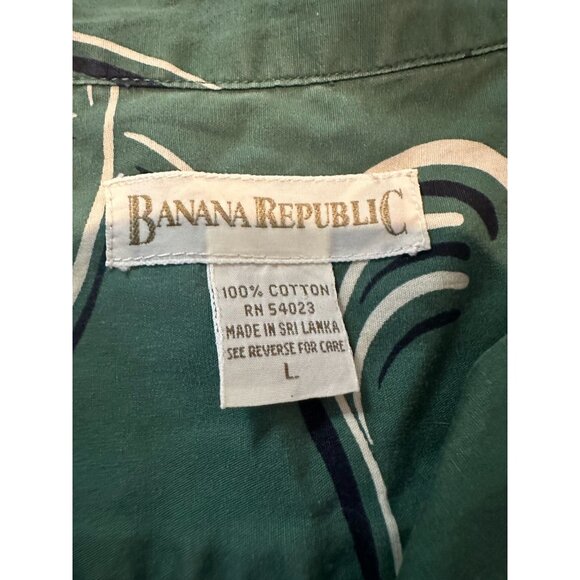 BANANA REPUBLIC
100% COTTON
RN 54023
MADE IN SRI LANKA
SEE REVERSE FOR CARE
L.